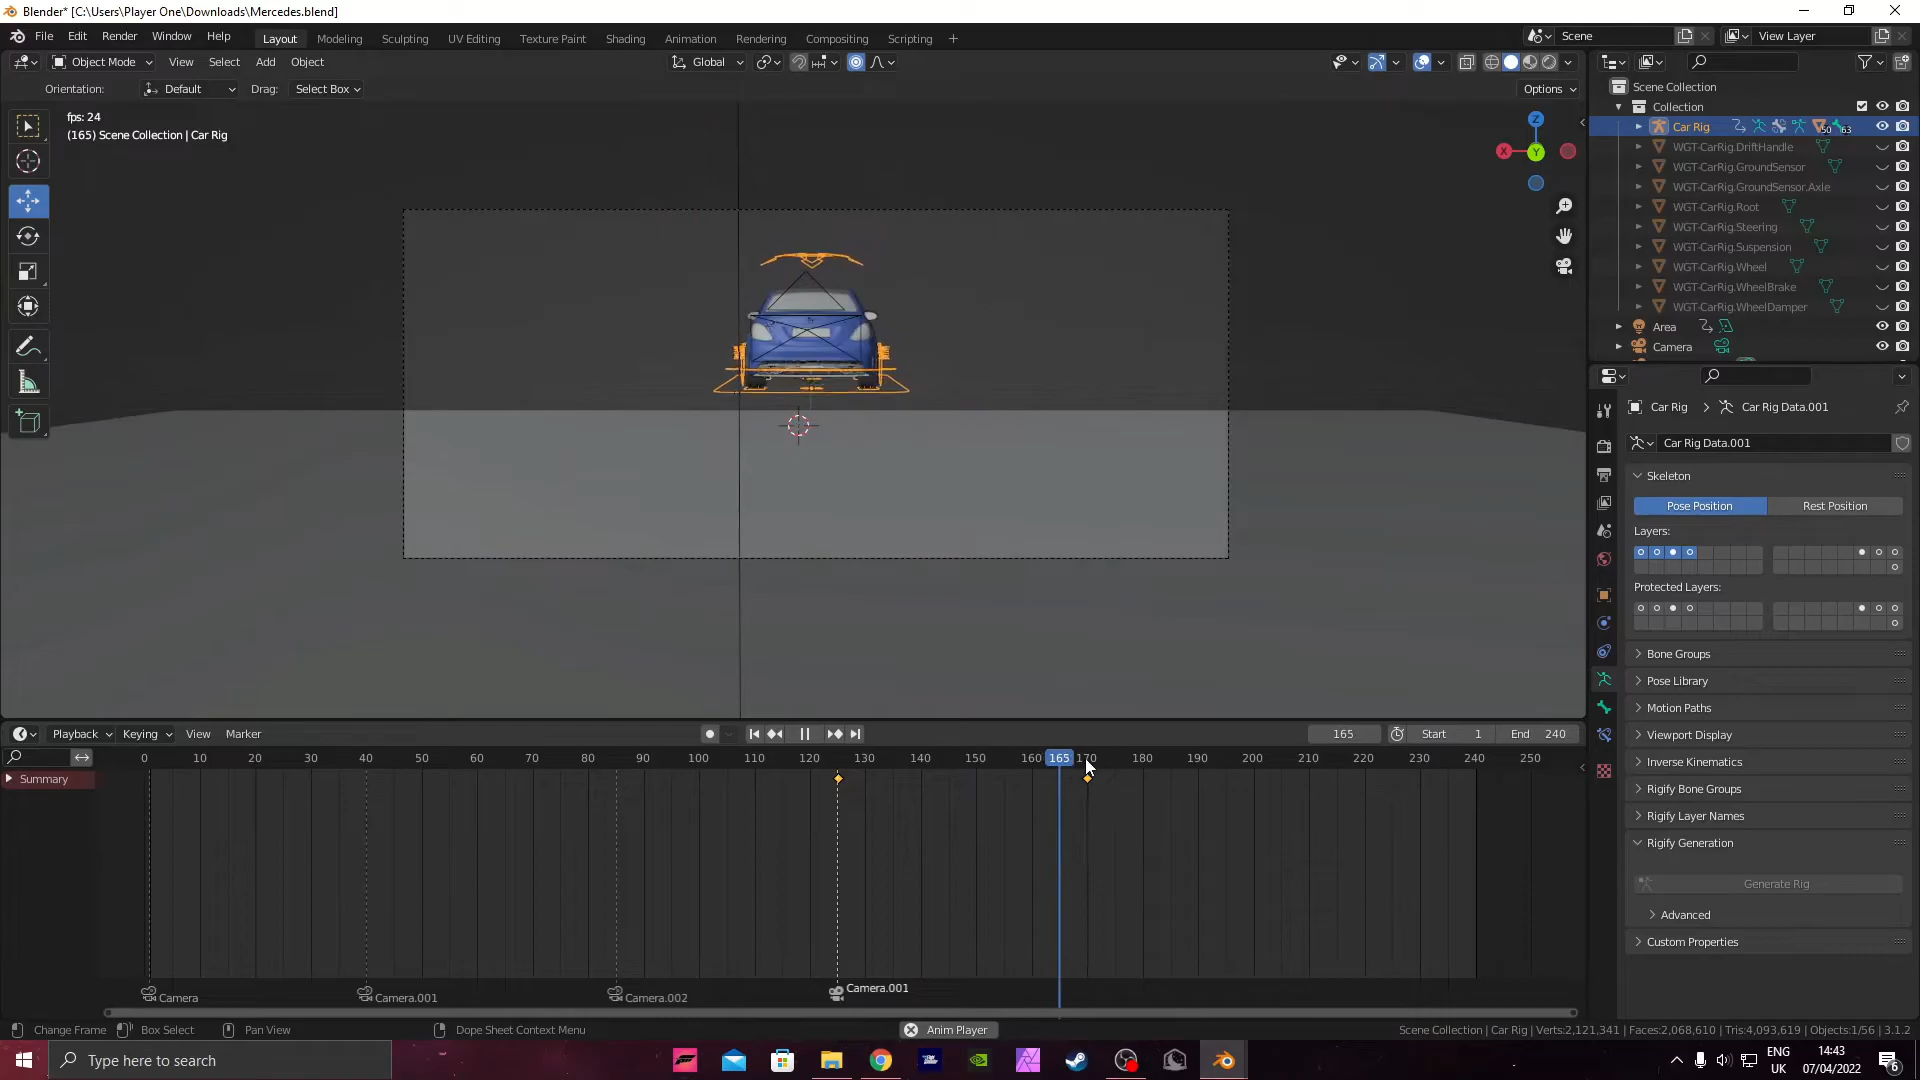 Blender* [C:\Users\Player One\Downloads\Mercedes.blend]
File Edit Render Window Help
Layout Modeling Sculpting UV Editing Texture Paint Shading Animation Rendering Compositing Scripting +
Scene
View Layer
Object Mode View Select Add Object
Global
Orientation: Default Drag: Select Box
Options
fps: 24
(165) Scene Collection | Car Rig
Z
X
Y
Scene Collection
Collection
Car Rig 50 63
WGT-CarRig.DriftHandle
WGT-CarRig.GroundSensor
WGT-CarRig.GroundSensor.Axle
WGT-CarRig.Root
WGT-CarRig.Steering
WGT-CarRig.Suspension
WGT-CarRig.Wheel
WGT-CarRig.WheelBrake
WGT-CarRig.WheelDamper
Area
Camera
Car Rig > Car Rig Data.001
Car Rig Data.001
Skeleton
Pose Position Rest Position
Layers:
Protected Layers:
Bone Groups
Pose Library
Motion Paths
Viewport Display
Inverse Kinematics
Rigify Bone Groups
Rigify Layer Names
Rigify Generation
Generate Rig
Advanced
Custom Properties
Playback Keying View Marker
165 Start 1 End 240
0 10 20 30 40 50 60 70 80 90 100 110 120 130 140 150 160 165 170 180 190 200 210 220 230 240 250
Summary
Camera Camera.001 Camera.002 Camera.001
Change Frame Box Select Pan View Dope Sheet Context Menu Anim Player
Scene Collection | Car Rig | Verts:2,121,341 | Faces:2,068,610 | Tris:4,093,619 | Objects:1/56 | 3.1.2
Type here to search
ENG
UK
14:43
07/04/2022
6